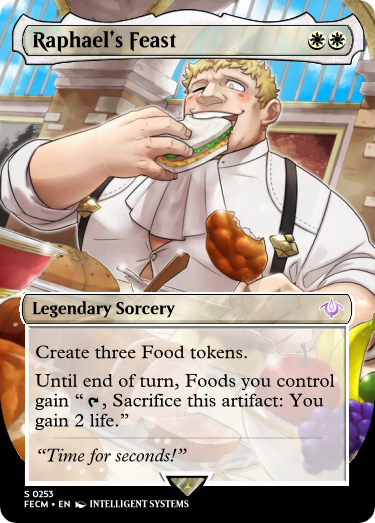 Raphael's Feast
Legendary Sorcery
Create three Food tokens.
Until end of turn, Foods you control
gain “ , Sacrifice this artifact: You
gain 2 life.”
“Time for seconds!”
S 0253
FECM • EN INTELLIGENT SYSTEMS